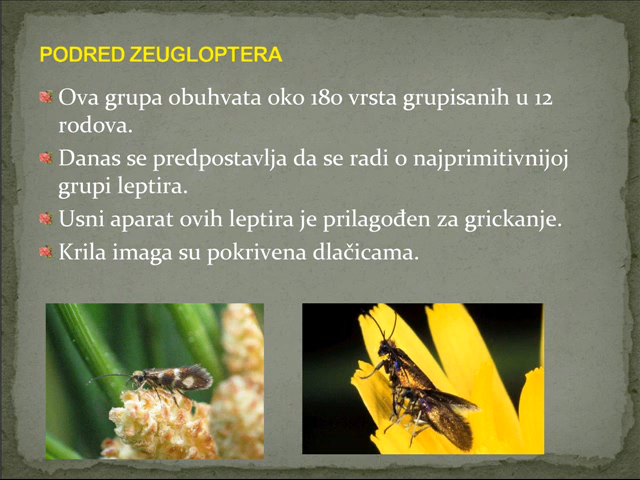 PODRED ZEUGLOPTERA
Ova grupa obuhvata oko 180 vrsta grupisanih u 12
rodova.
Danas se predpostavlja da se radi o najprimitivnijoj
grupi leptira.
Usni aparat ovih leptira je prilagođen za grickanje.
Krila imaga su pokrivena dlačicama.